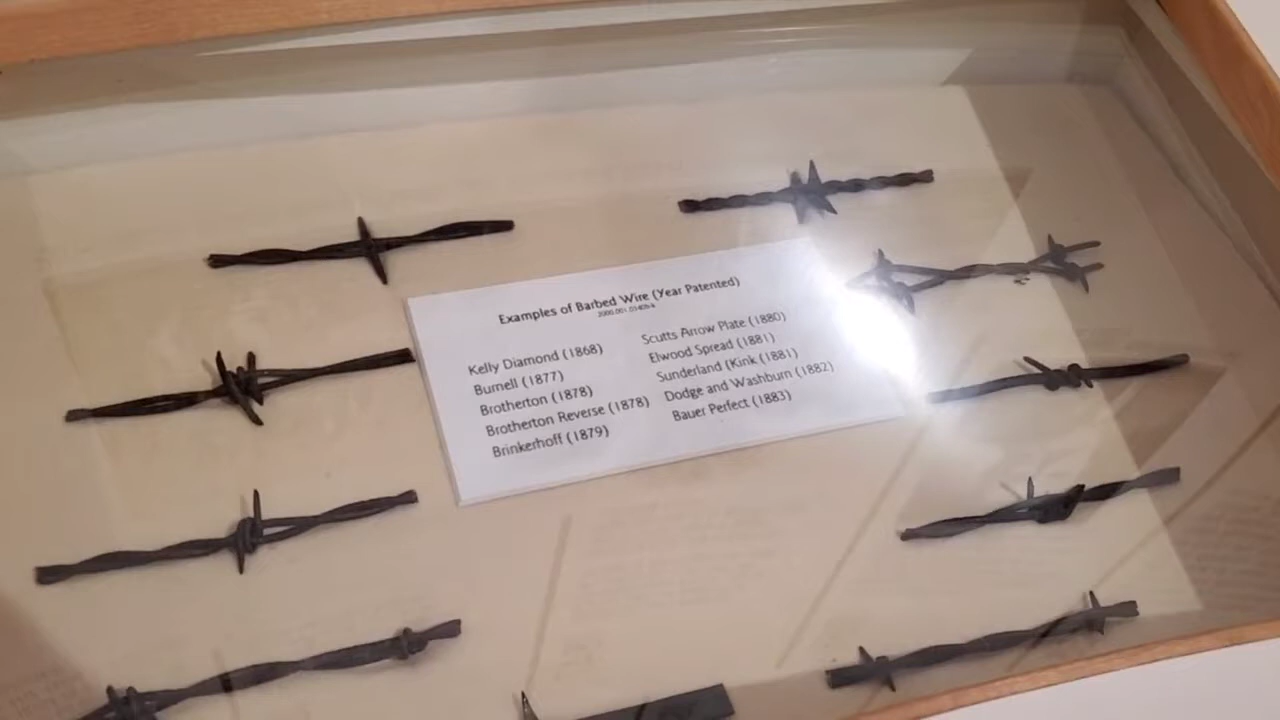 Examples of Barbed Wire (Year Patented)
Kelly Diamond (1868)
Burnell (1877)
Brotherton (1878)
Brotherton Reverse (1878)
Brinkerhoff (1879)
Scutts Arrow Plate (1880)
Elwood Spread (1881)
Sunderland (Kink (1881)
Dodge and Washburn (1882)
Bauer Perfect (1883)